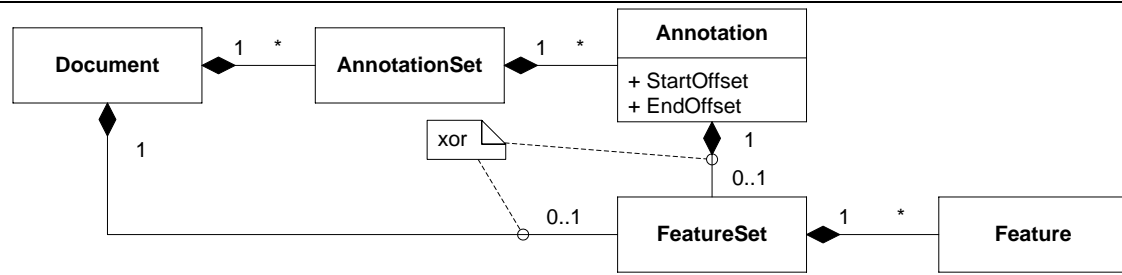 Annotation
Document
1 *
AnnotationSet
1 *
+ StartOffset
+ EndOffset
1
xor
1
0..1
0..1
FeatureSet
1 *
Feature